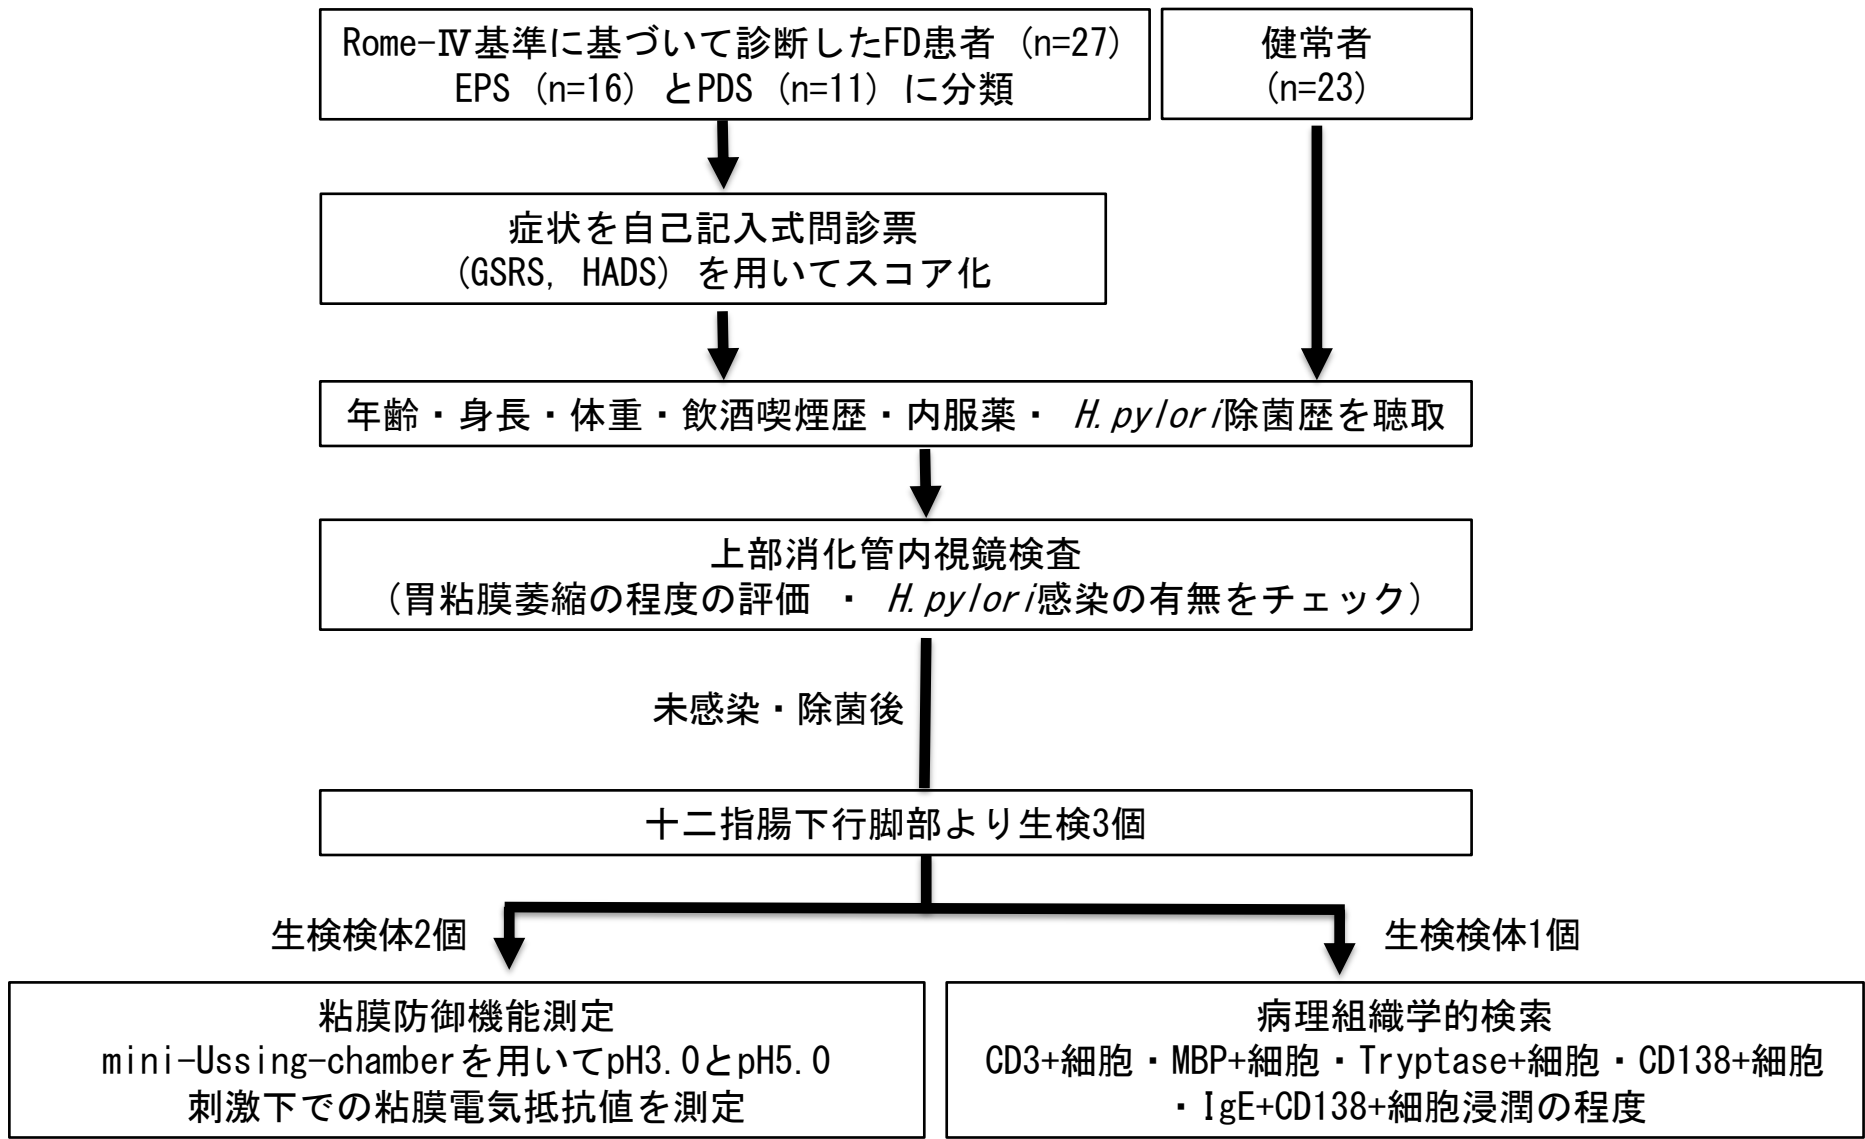 Rome-Ⅳ基準に基づいて診断したFD患者 (n=27)
EPS (n=16) とPDS (n=11) に分類
健常者
(n=23)
症状を自己記入式問診票
(GSRS, HADS) を用いてスコア化
年齢・身長・体重・飲酒喫煙歴・内服薬・ H.pylori除菌歴を聴取
上部消化管内視鏡検査
(胃粘膜萎縮の程度の評価 ・ H.pylori感染の有無をチェック)
未感染・除菌後
十二指腸下行脚部より生検3個
生検検体2個
生検検体1個
粘膜防御機能測定
mini-Ussing-chamberを用いてpH3.0とpH5.0
刺激下での粘膜電気抵抗値を測定
病理組織学的検索
CD3+細胞・MBP+細胞・Tryptase+細胞・CD138+細胞
・IgE+CD138+細胞浸潤の程度